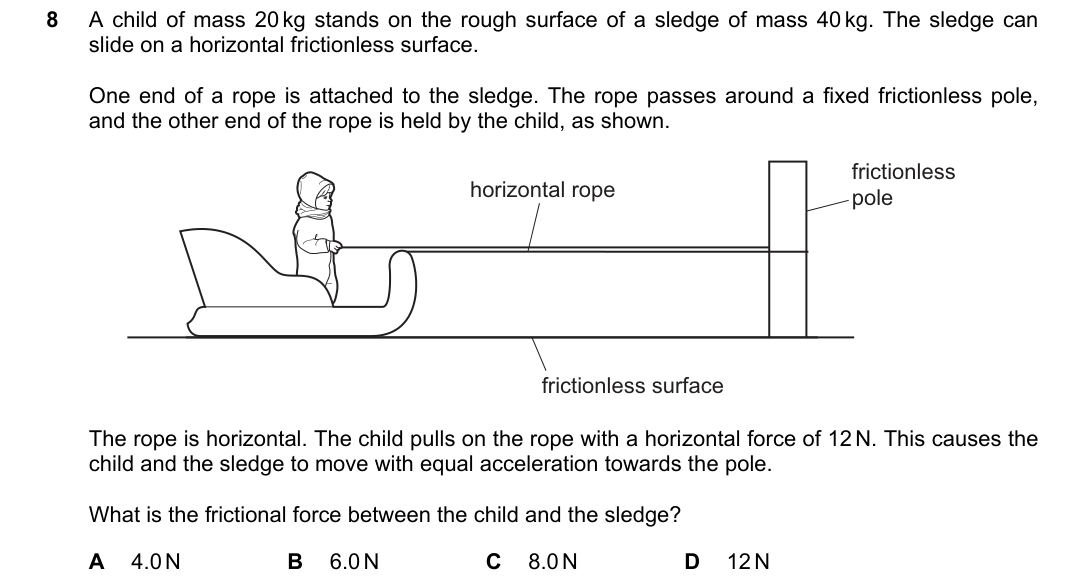 8 A child of mass 20 kg stands on the rough surface of a sledge of mass 40 kg. The sledge can
slide on a horizontal frictionless surface.
One end of a rope is attached to the sledge. The rope passes around a fixed frictionless pole,
and the other end of the rope is held by the child, as shown.
frictionless
pole
horizontal rope
frictionless surface
The rope is horizontal. The child pulls on the rope with a horizontal force of 12 N. This causes the
child and the sledge to move with equal acceleration towards the pole.
What is the frictional force between the child and the sledge?
A 4.0 N B 6.0 N C 8.0 N D 12 N